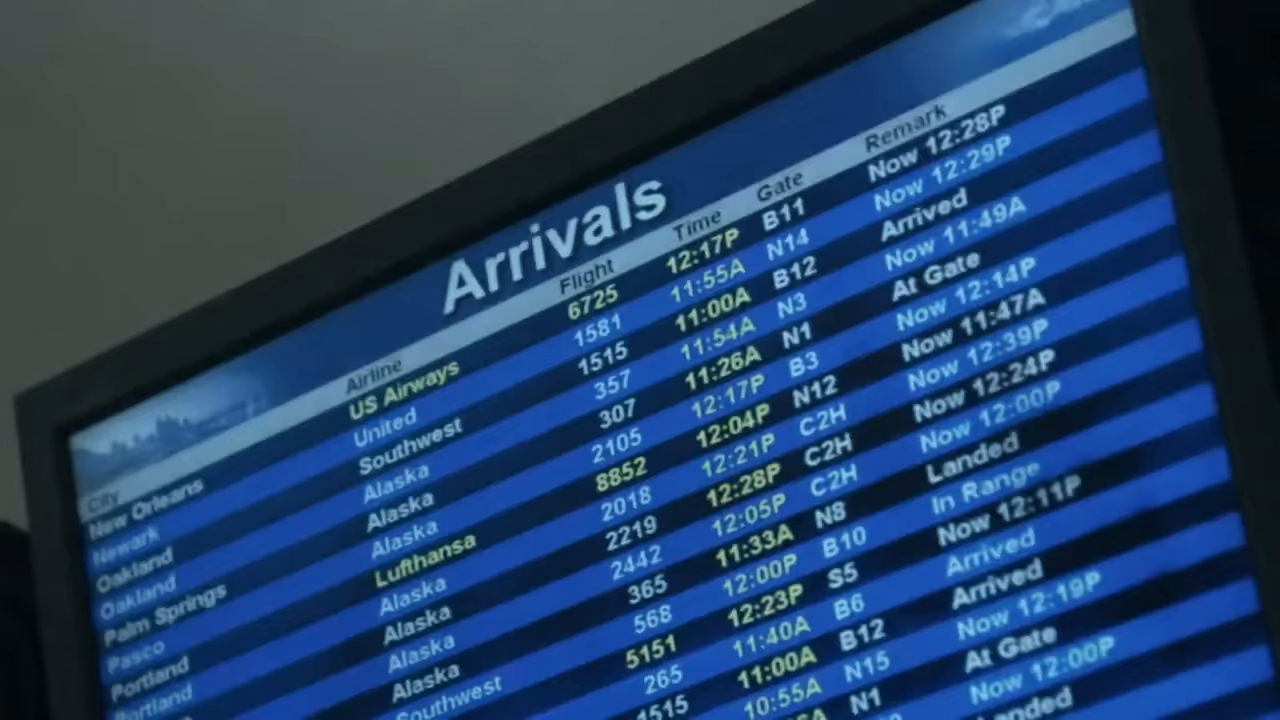 Arrivals
City Airline Flight Time Gate Remark
New Orleans US Airways 6725 12:17P B11 Now 12:28P
Newark United 1581 11:55A N14 Now 12:29P
Oakland Southwest 1515 11:00A B12 Arrived
Oakland Alaska 357 11:54A N3 Now 11:49A
Palm Springs Alaska 307 11:26A N1 At Gate
Pasco Alaska 2105 12:17P B3 Now 12:14P
Portland Lufthansa 8852 12:04P N12 Now 11:47A
Portland Alaska 2018 12:21P C2H Now 12:39P
Alaska 2219 12:28P C2H Now 12:24P
Alaska 2442 12:05P C2H Now 12:00P
Alaska 365 11:33A N8 Landed
Southwest 568 12:00P B10 In Range
5151 12:23P S5 Now 12:11P
265 11:40A B6 Arrived
1515 11:00A B12 Arrived
10:55A N15 Now 12:19P
N1 At Gate
Now 12:00P
Landed